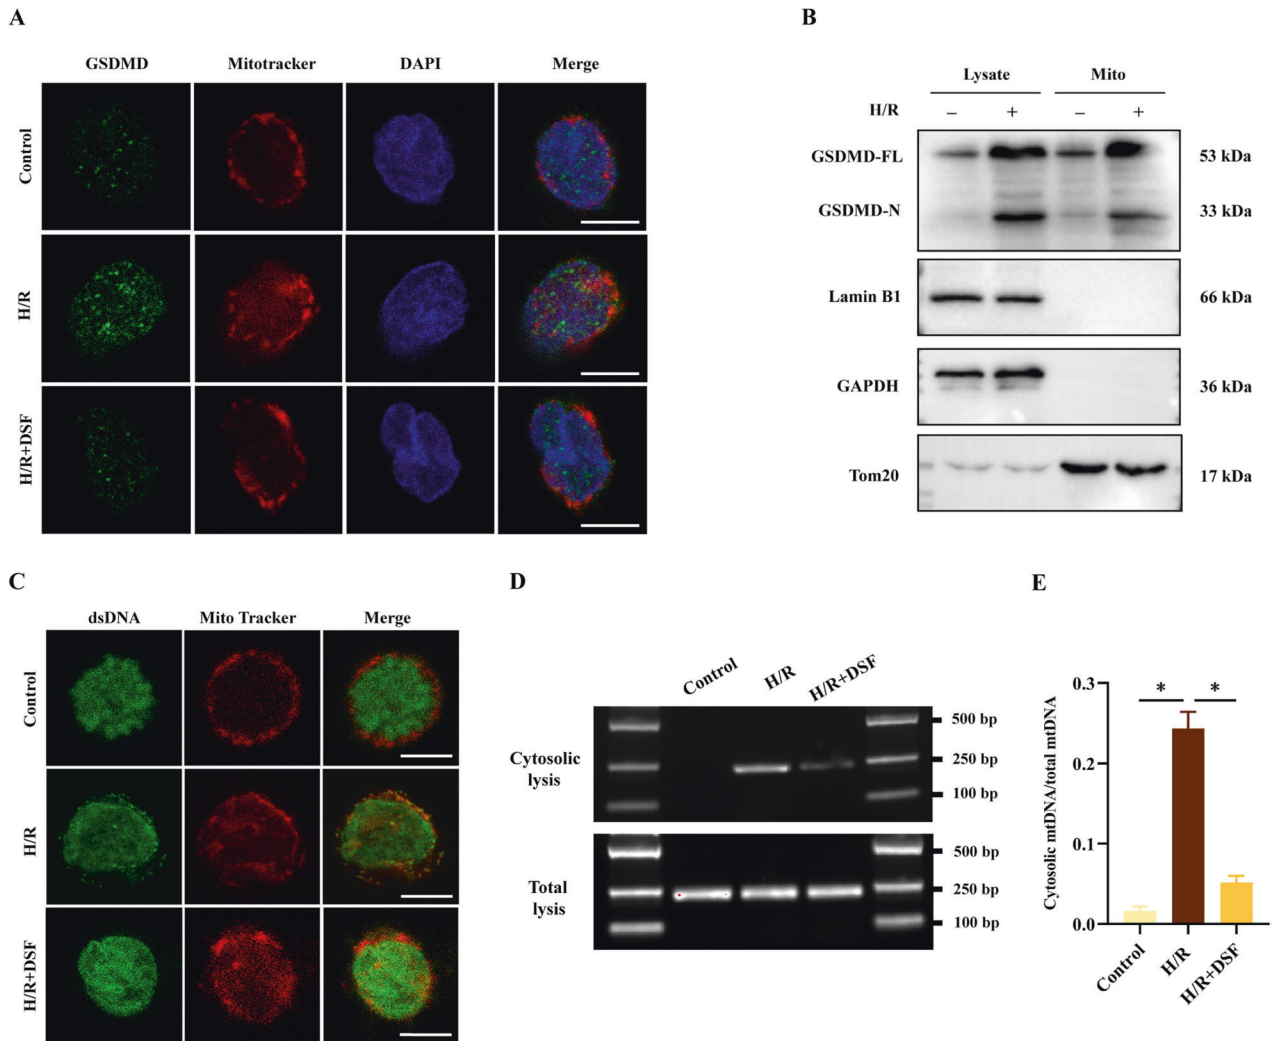 A
GSDMD Mitotracker DAPI Merge
Control
H/R
H/R+DSF
B
Lysate Mito
H/R – + – +
GSDMD-FL 53 kDa
GSDMD-N 33 kDa
Lamin B1 66 kDa
GAPDH 36 kDa
Tom20 17 kDa
C
dsDNA Mito Tracker Merge
Control
H/R
H/R+DSF
D
Control H/R H/R+DSF
Cytosolic
lysis
500 bp
250 bp
100 bp
Total
lysis
500 bp
250 bp
100 bp
E
Cytosolic mtDNA/total mtDNA
0.3
0.2
0.1
0.0
* *
Control H/R H/R+DSF